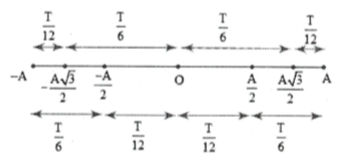 T/12 T/6 T/6 T/12
−A −A√3/2 −A/2 O A/2 A√3/2 A
T/6 T/12 T/12 T/6